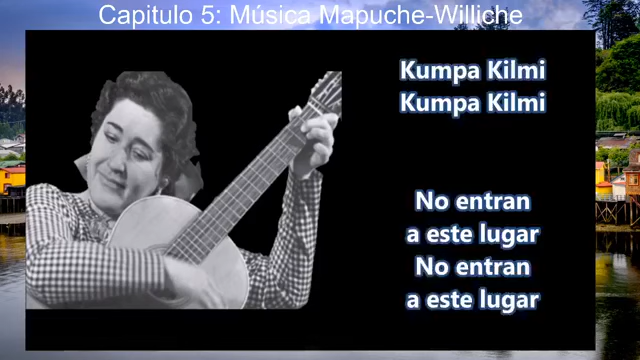 Capitulo 5: Música Mapuche-Williche
Kumpa Kilmi
Kumpa Kilmi
No entran
a este lugar
No entran
a este lugar